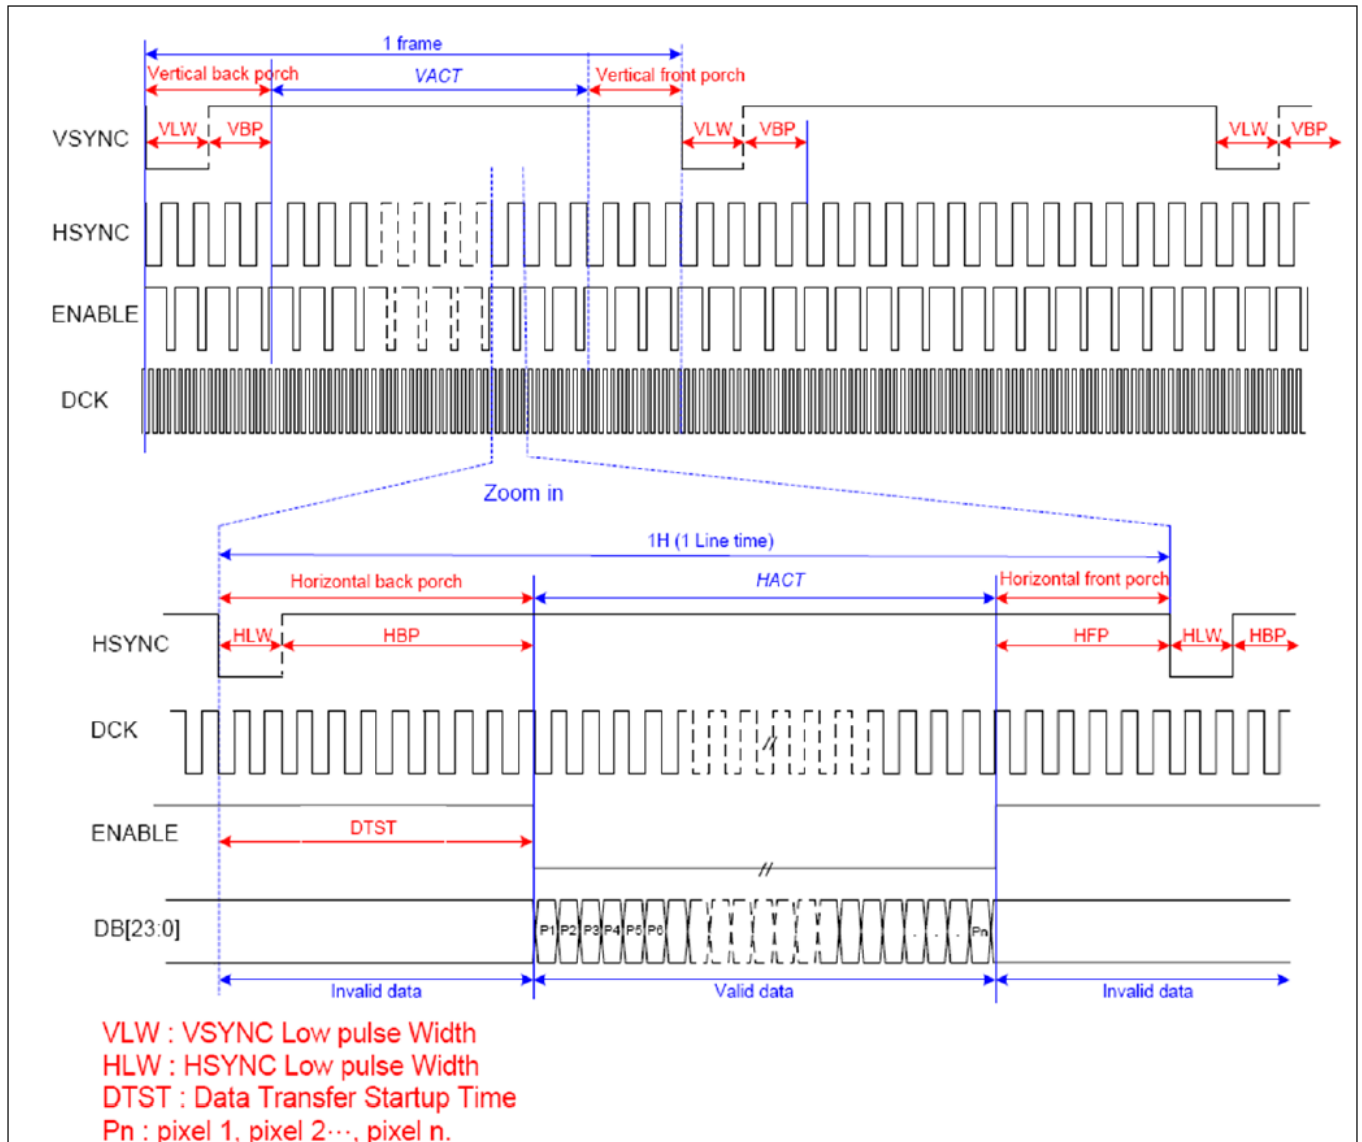 1 frame
Vertical back porch VACT Vertical front porch
VSYNC VLW VBP VLW VBP VLW VBP
HSYNC
ENABLE
DCK
Zoom in
1H (1 Line time)
Horizontal back porch HACT Horizontal front porch
HSYNC HLW HBP HFP HLW HBP
DCK //
ENABLE DTST //
DB[23:0] P1 P2 P3 P4 P5 P6 . . . Pn
Invalid data Valid data Invalid data
VLW : VSYNC Low pulse Width
HLW : HSYNC Low pulse Width
DTST : Data Transfer Startup Time
Pn : pixel 1, pixel 2···, pixel n.